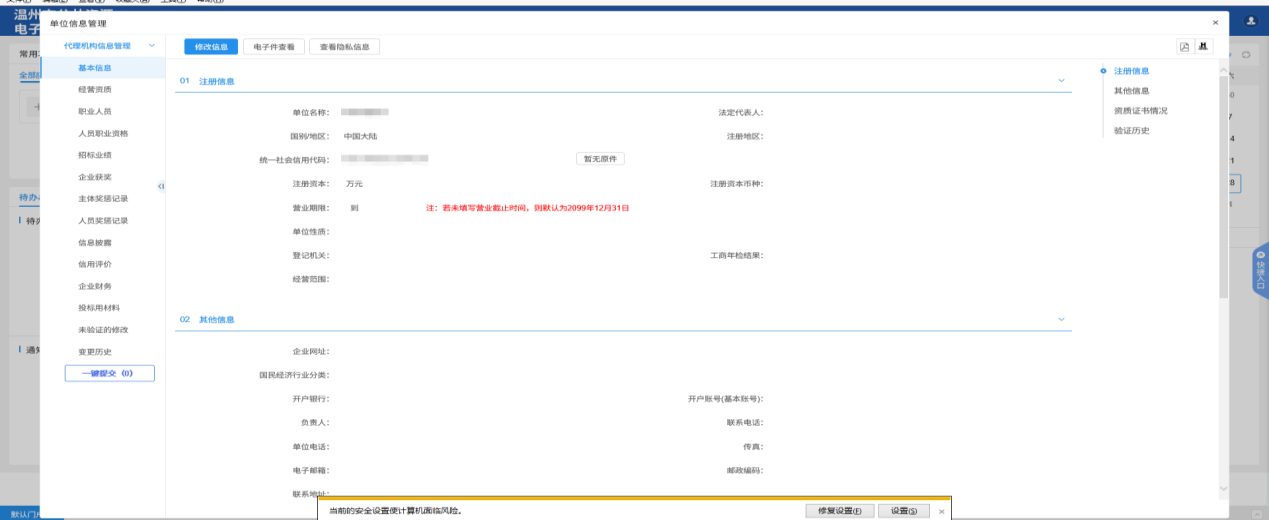 单位信息管理
×
代理机构信息管理
基本信息
经营资质
职业人员
人员职业资格
招标业绩
企业获奖
主体奖惩记录
人员奖惩记录
信息披露
信用评价
企业财务
投标用材料
未验证的修改
变更历史
一键提交 (0)
修改信息 电子件查看 查看隐私信息
01 注册信息
单位名称: 法定代表人:
国别/地区: 中国大陆 注册地区:
统一社会信用代码: 暂无原件
注册资本: 万元 注册资本币种:
营业期限: 到 注: 若未填写营业截止时间, 则默认为2099年12月31日
单位性质:
登记机关: 工商年检结果:
经营范围:
02 其他信息
企业网址:
国民经济行业分类:
开户银行: 开户账号(基本账号):
负责人: 联系电话:
单位电话: 传真:
电子邮箱: 邮政编码:
联系地址:
注册信息
其他信息
资质证书情况
验证历史
快捷入口
当前的安全设置使计算机面临风险。 修复设置(F) 设置(S) ×